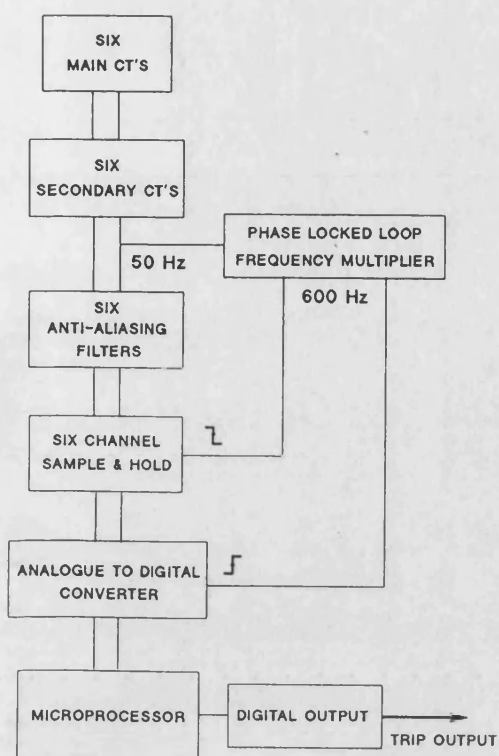 SIX
MAIN CT'S
SIX
SECONDARY CT'S
50 Hz
PHASE LOCKED LOOP
FREQUENCY MULTIPLIER
600 Hz
SIX
ANTI-ALIASING
FILTERS
SIX CHANNEL
SAMPLE & HOLD
ANALOGUE TO DIGITAL
CONVERTER
MICROPROCESSOR
DIGITAL OUTPUT
TRIP OUTPUT